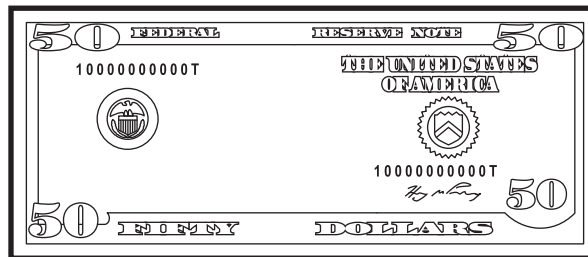 50 FEDERAL RESERVE NOTE 50
THE UNITED STATES
OF AMERICA
10000000000T
10000000000T
50 FIFTY DOLLARS 50